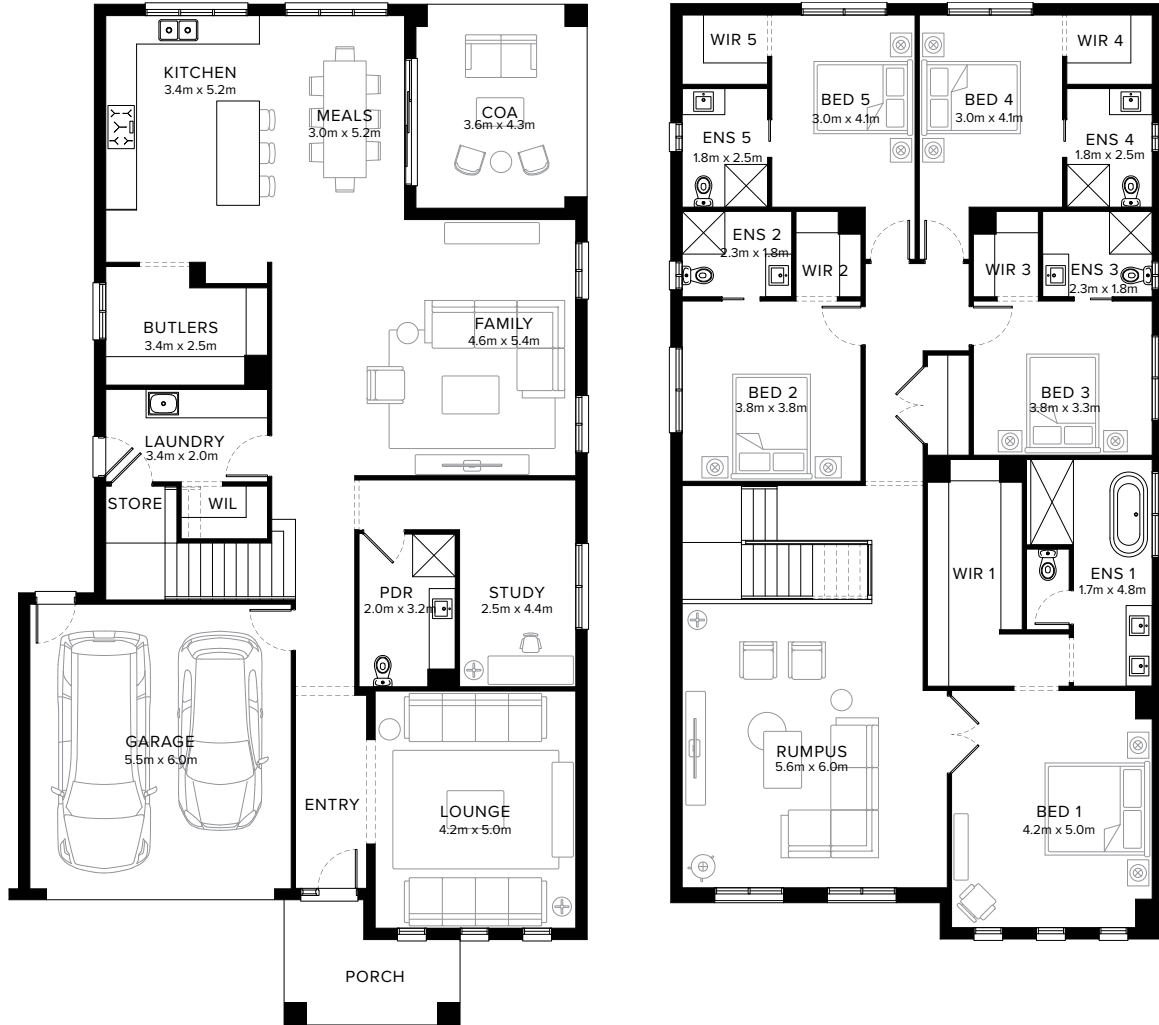 KITCHEN
3.4m x 5.2m
MEALS
3.0m x 5.2m
COA
3.6m x 4.3m
BUTLERS
3.4m x 2.5m
FAMILY
4.6m x 5.4m
LAUNDRY
3.4m x 2.0m
STORE
WIL
PDR
2.0m x 3.2m
STUDY
2.5m x 4.4m
GARAGE
5.5m x 6.0m
ENTRY
LOUNGE
4.2m x 5.0m
PORCH
WIR 5
WIR 4
BED 5
3.0m x 4.1m
BED 4
3.0m x 4.1m
ENS 5
1.8m x 2.5m
ENS 4
1.8m x 2.5m
ENS 2
2.3m x 1.8m
WIR 2
WIR 3
ENS 3
2.3m x 1.8m
BED 2
3.8m x 3.8m
BED 3
3.8m x 3.3m
WIR 1
ENS 1
1.7m x 4.8m
RUMPUS
5.6m x 6.0m
BED 1
4.2m x 5.0m